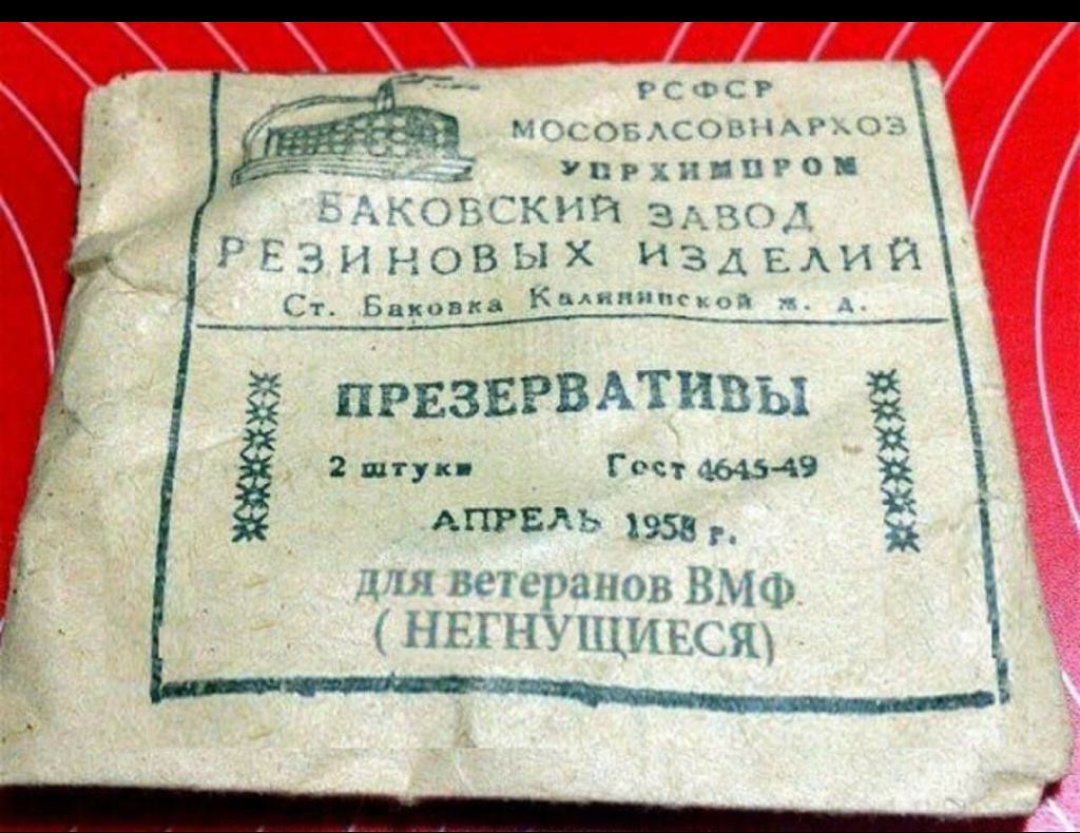 РСФСР
МОСОБЛСОВНАРХОЗ
УПРХИМПРОМ
БАКОВСКИЙ ЗАВОД
РЕЗИНОВЫХ ИЗДЕЛИЙ
Ст. Баковка Калининской ж. д.
ПРЕЗЕРВАТИВЫ
2 штуки Гост 4645-49
АПРЕЛЬ 1958 г.
для ветеранов ВМФ
( НЕГНУЩИЕСЯ)